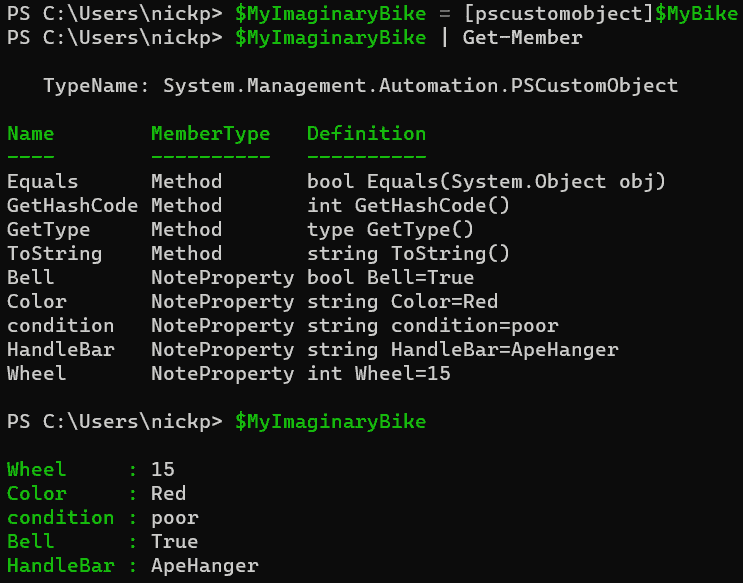 PS C:\Users\nickp> $MyImaginaryBike = [pscustomobject]$MyBike
PS C:\Users\nickp> $MyImaginaryBike | Get-Member
TypeName: System.Management.Automation.PSCustomObject
Name MemberType Definition
---- ---------- ----------
Equals Method bool Equals(System.Object obj)
GetHashCode Method int GetHashCode()
GetType Method type GetType()
ToString Method string ToString()
Bell NoteProperty bool Bell=True
Color NoteProperty string Color=Red
condition NoteProperty string condition=poor
HandleBar NoteProperty string HandleBar=ApeHanger
Wheel NoteProperty int Wheel=15
PS C:\Users\nickp> $MyImaginaryBike
Wheel : 15
Color : Red
condition : poor
Bell : True
HandleBar : ApeHanger